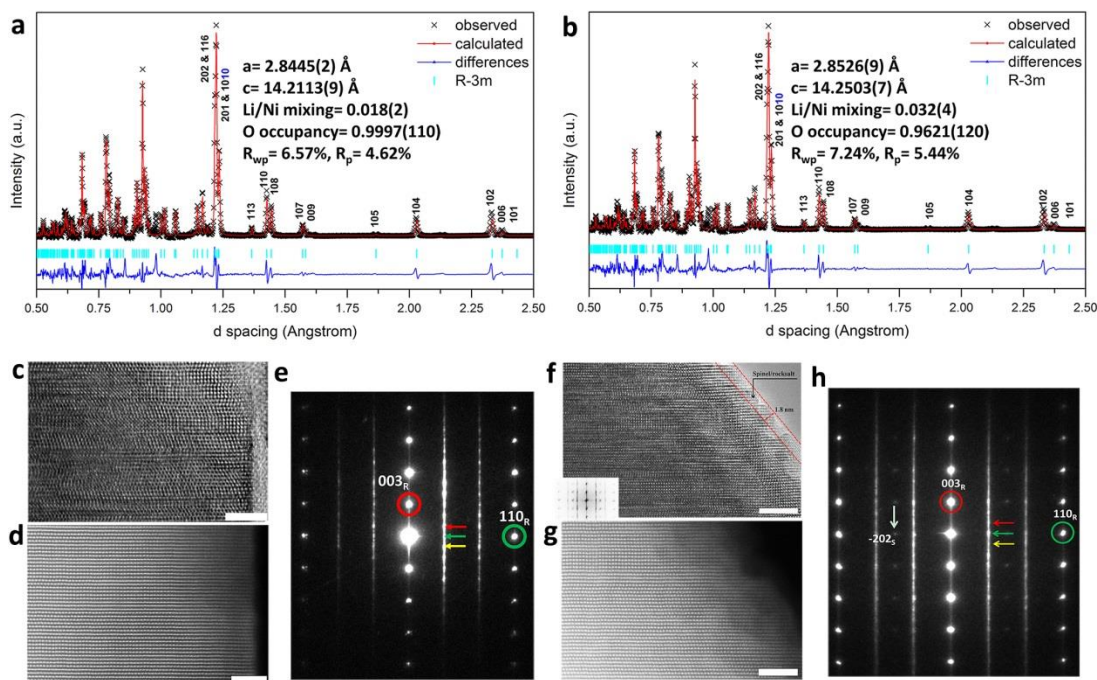 a
observed
calculated
differences
R-3m
a= 2.8445(2) Å
c= 14.2113(9) Å
Li/Ni mixing= 0.018(2)
O occupancy= 0.9997(110)
Rwp= 6.57%, Rp= 4.62%
202 & 116
201 & 1010
113
110
108
107
009
105
104
102
006
101
Intensity (a.u.)
0.50 0.75 1.00 1.25 1.50 1.75 2.00 2.25 2.50
d spacing (Angstrom)
b
observed
calculated
differences
R-3m
a= 2.8526(9) Å
c= 14.2503(7) Å
Li/Ni mixing= 0.032(4)
O occupancy= 0.9621(120)
Rwp= 7.24%, Rp= 5.44%
202 & 116
201 & 1010
113
110
108
107
009
105
104
102
006
101
Intensity (a.u.)
0.50 0.75 1.00 1.25 1.50 1.75 2.00 2.25 2.50
d spacing (Angstrom)
c
d
e
003R
110R
f
Spinel/rocksalt
1.8 nm
g
h
003R
110R
-202s